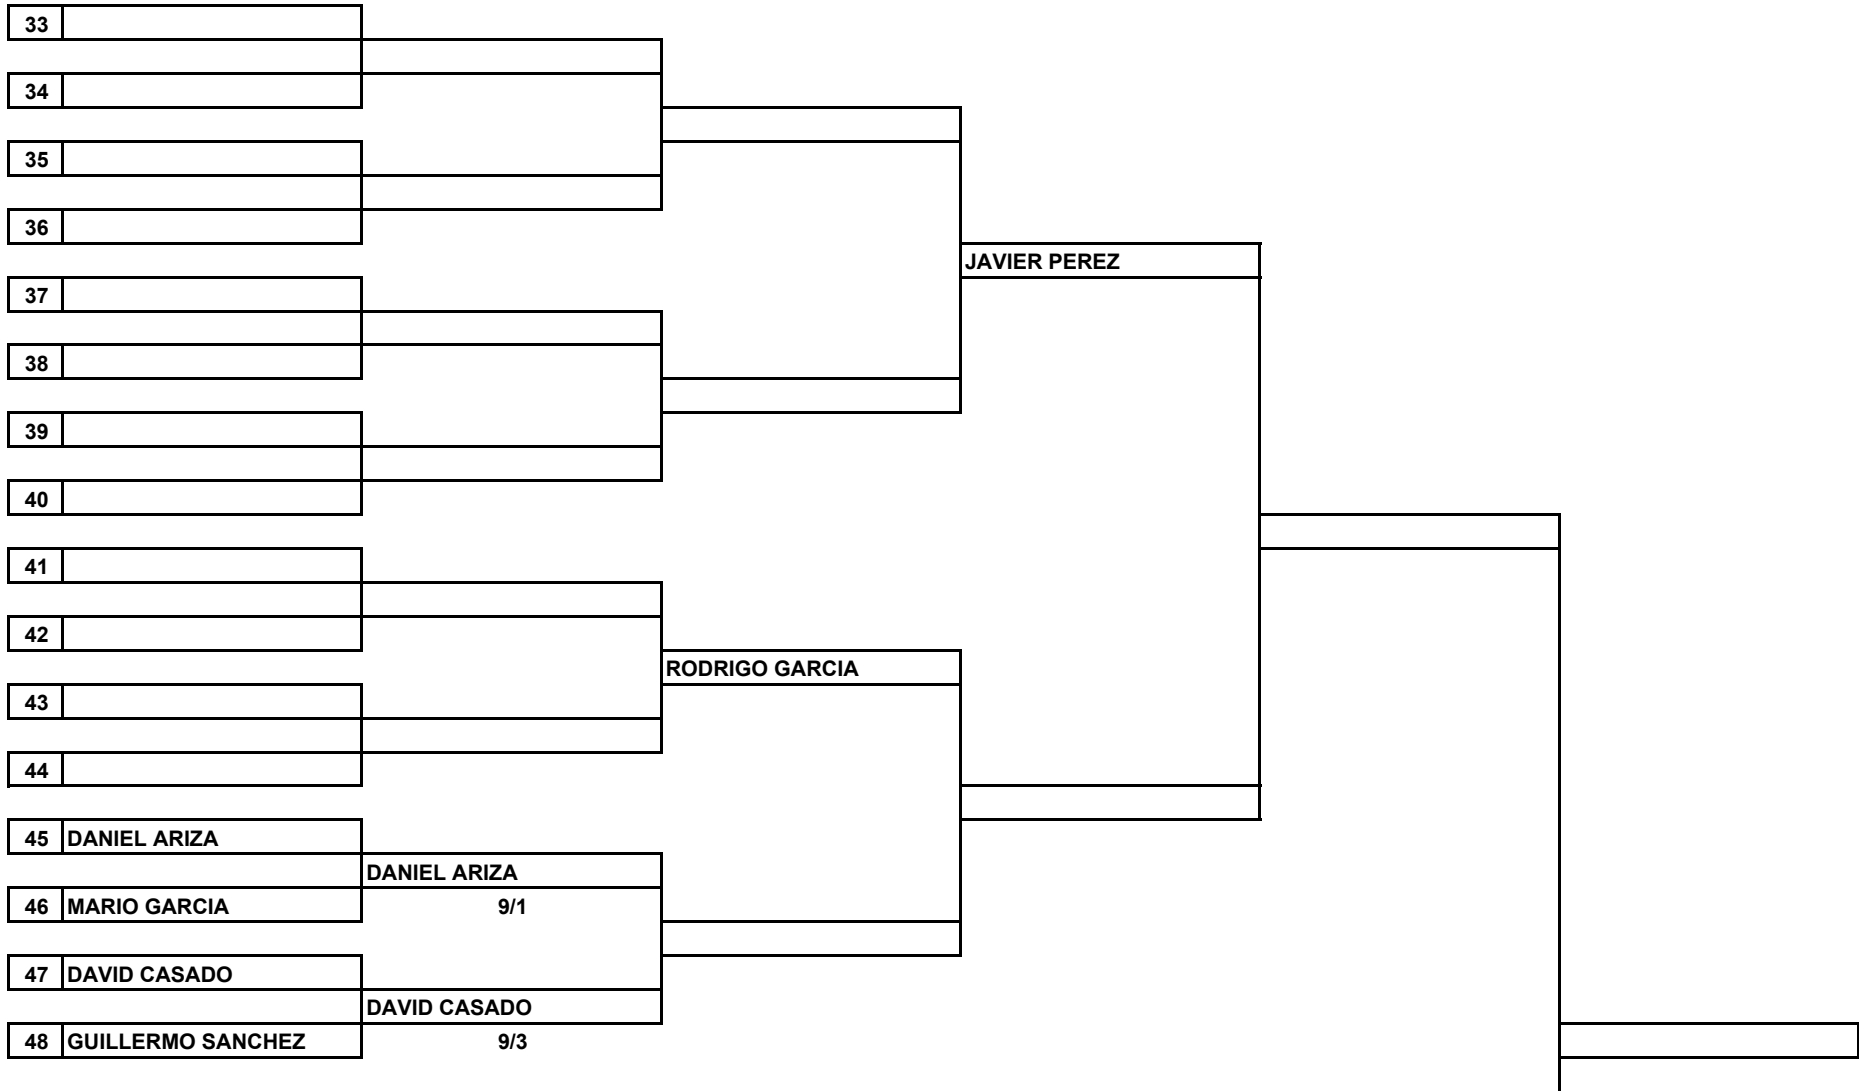 33
34
35
36
JAVIER PEREZ
37
38
39
40
41
42
RODRIGO GARCIA
43
44
45 DANIEL ARIZA
DANIEL ARIZA
46 MARIO GARCIA 9/1
47 DAVID CASADO
DAVID CASADO
48 GUILLERMO SANCHEZ 9/3